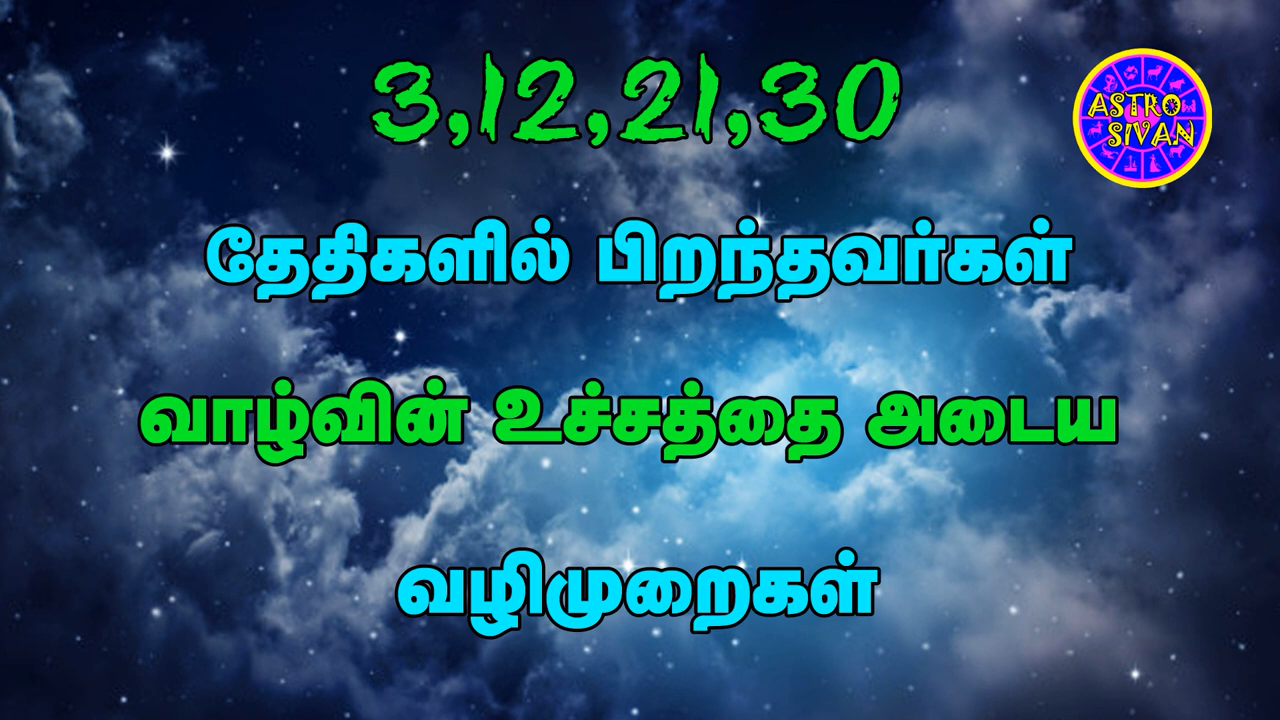 3,12,21,30
ASTRO
SIVAN
தேதிகளில் பிறந்தவர்கள்
வாழ்வின் உச்சத்தை அடைய
வழிமுறைகள்